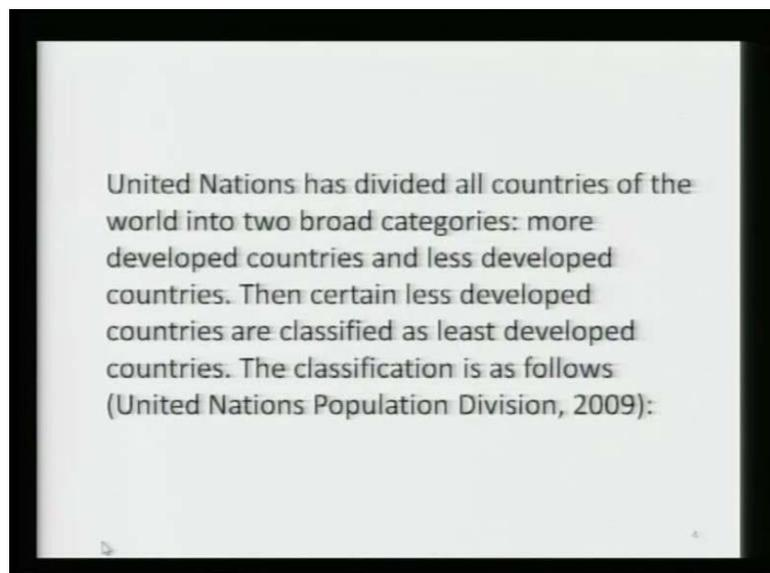 United Nations has divided all countries of the
world into two broad categories: more
developed countries and less developed
countries. Then certain less developed
countries are classified as least developed
countries. The classification is as follows
(United Nations Population Division, 2009):
4